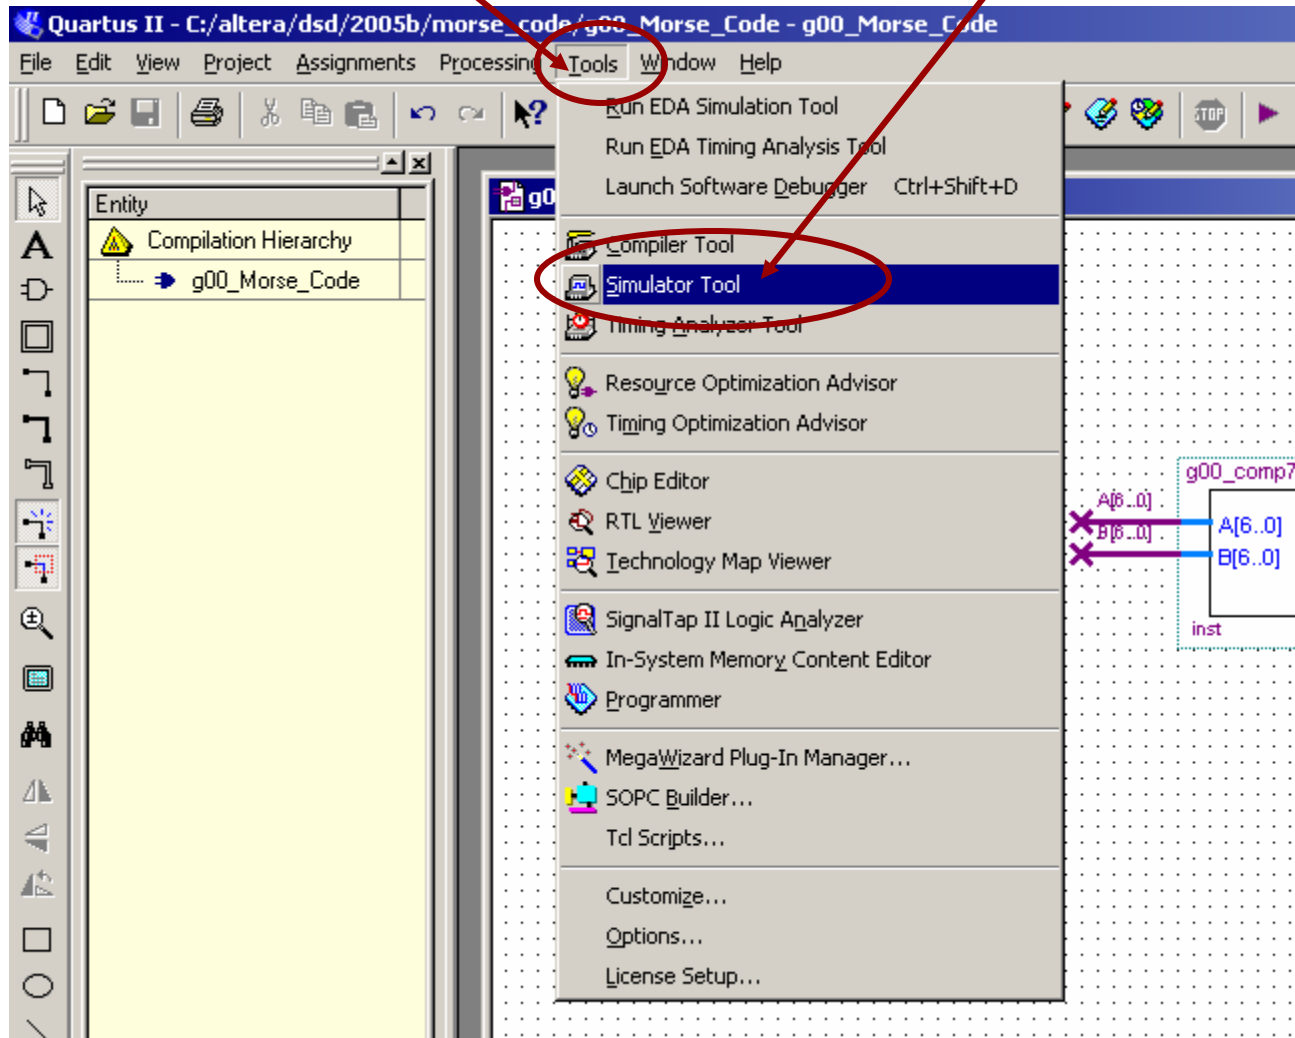 Quartus II - C:/altera/dsd/2005b/morse_code/g00_Morse_Code - g00_Morse_Code
File Edit View Project Assignments Processing Tools Window Help
Run EDA Simulation Tool
Run EDA Timing Analysis Tool
Launch Software Debugger Ctrl+Shift+D
Compiler Tool
Simulator Tool
Timing Analyzer Tool
Resource Optimization Advisor
Timing Optimization Advisor
Chip Editor
RTL Viewer
Technology Map Viewer
SignalTap II Logic Analyzer
In-System Memory Content Editor
Programmer
MegaWizard Plug-In Manager...
SOPC Builder...
Tcl Scripts...
Customize...
Options...
License Setup...
STOP
Entity
Compilation Hierarchy
g00_Morse_Code
g0
g00_comp7
A[6..0]
A[6..0]
B[6..0]
B[6..0]
inst